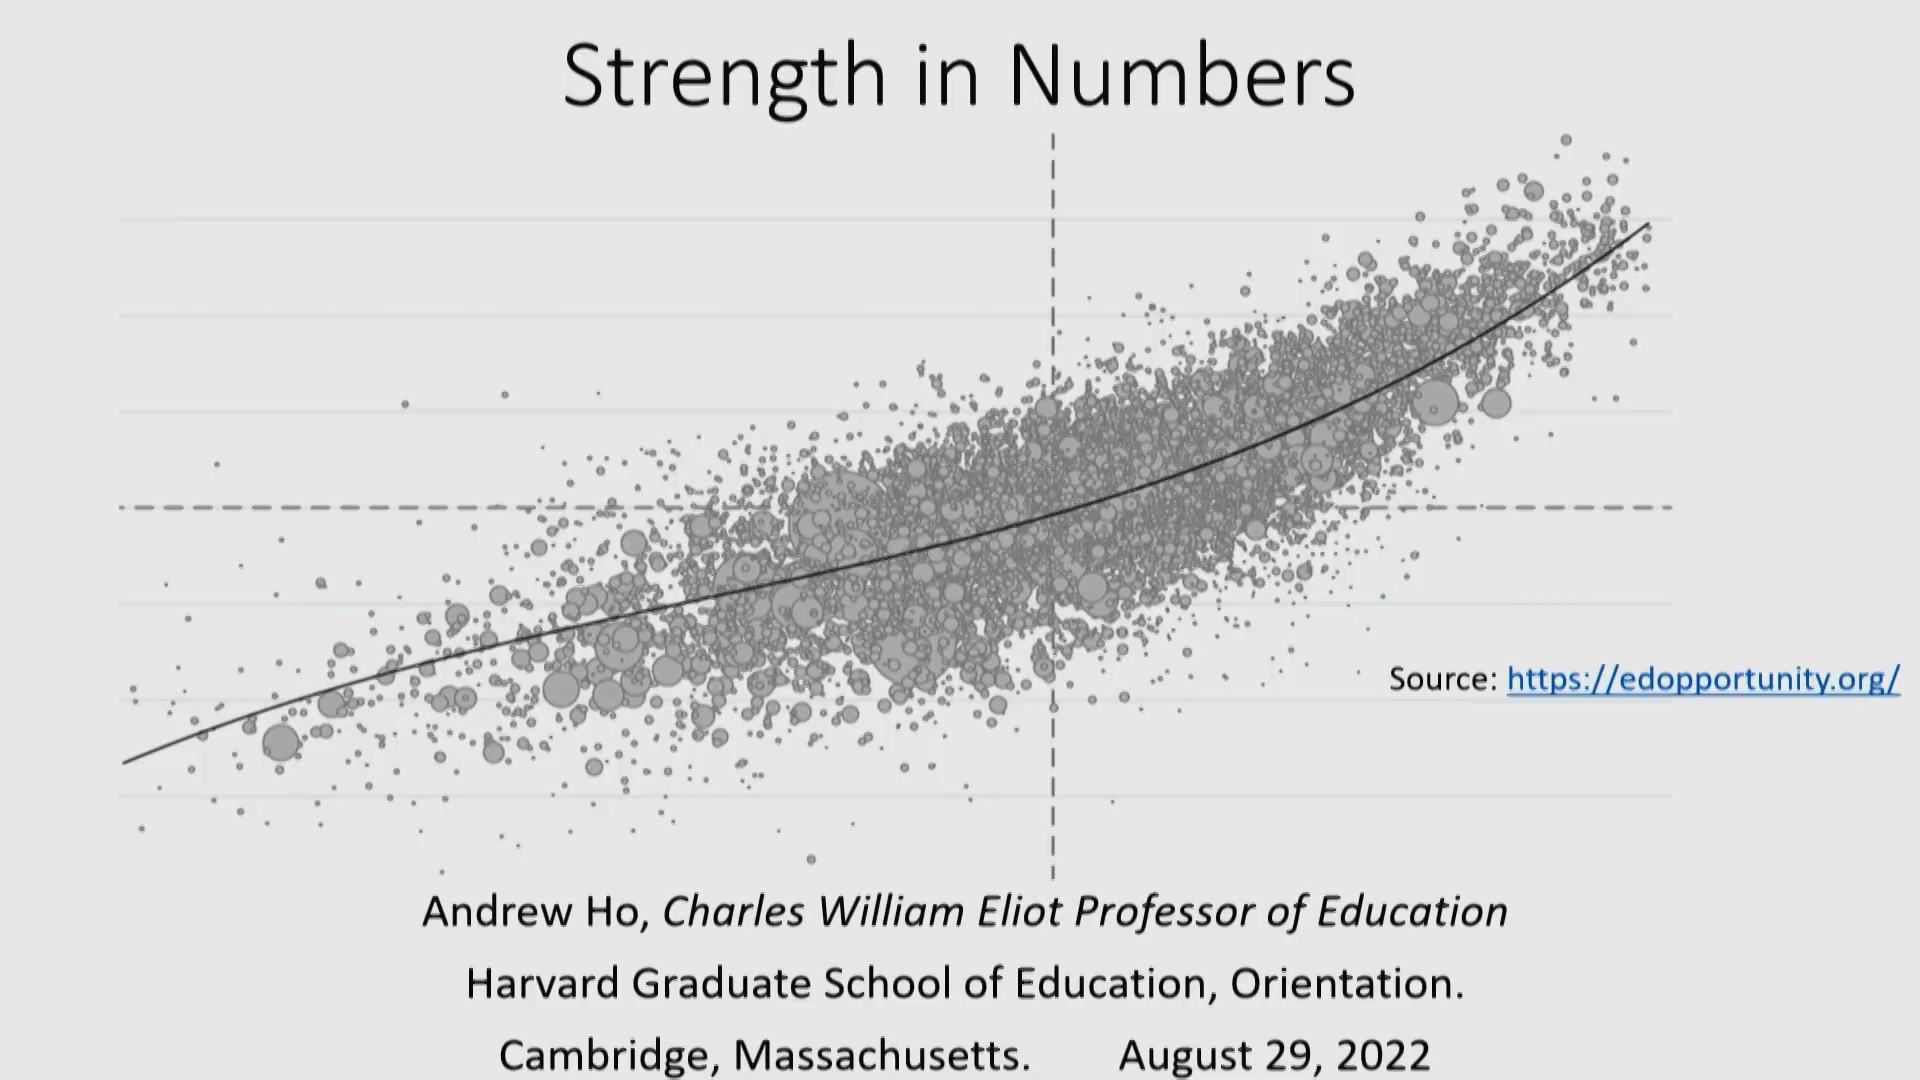 Strength in Numbers
Source: https://edopportunity.org/
Andrew Ho, Charles William Eliot Professor of Education
Harvard Graduate School of Education, Orientation.
Cambridge, Massachusetts. August 29, 2022